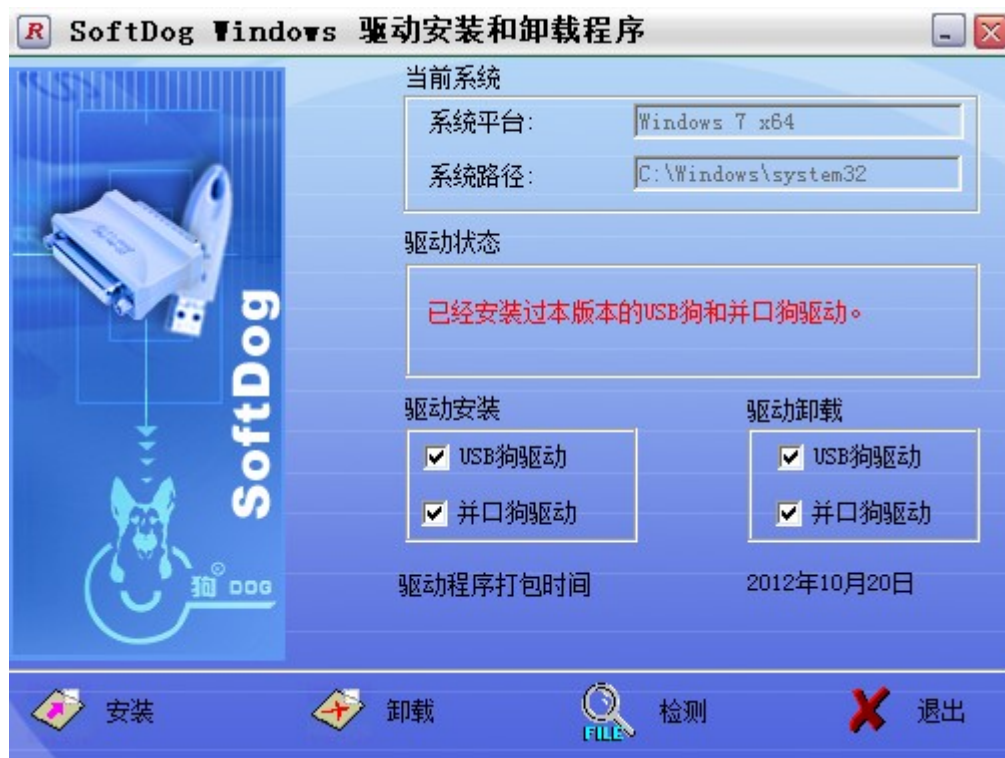 R SoftDog Windows 驱动安装和卸载程序
当前系统
系统平台: Windows 7 x64
系统路径: C:\Windows\system32
驱动状态
已经安装过本版本的USB狗和并口狗驱动。
驱动安装 驱动卸载
USB狗驱动 USB狗驱动
并口狗驱动 并口狗驱动
驱动程序打包时间 2012年10月20日
SoftDog
狗® DOG
安装 卸载 FILE 检测 退出